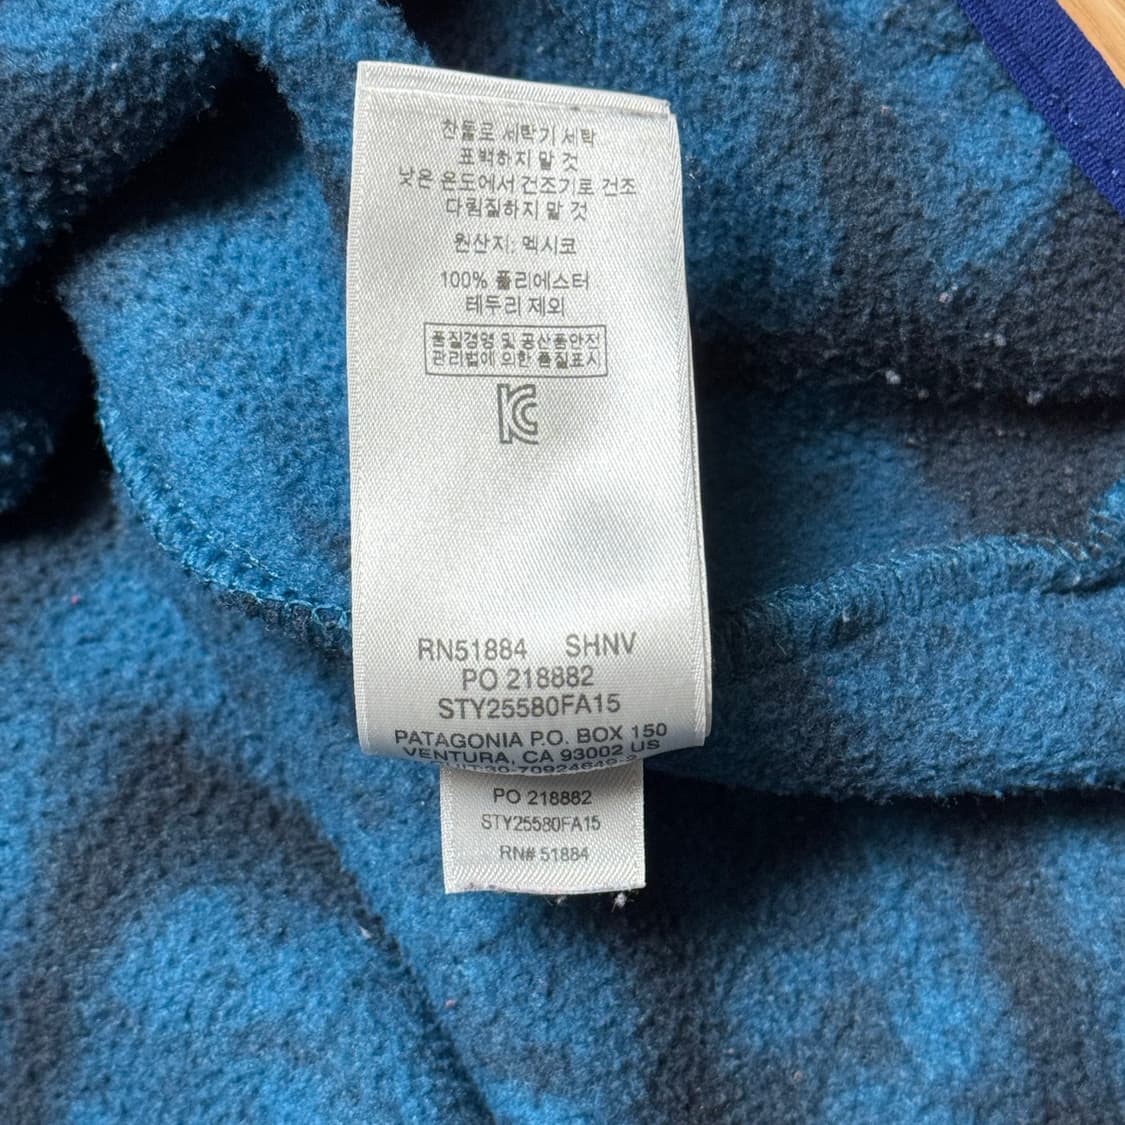 찬물로 세탁기 세탁
표백하지 말 것
낮은 온도에서 건조기로 건조
다림질하지 말 것
원산지: 멕시코
100% 폴리에스터
테두리 제외
품질경영 및 공산품안전
관리법에 의한 품질표시
KC
RN51884 SHNV
PO 218882
STY25580FA15
PATAGONIA P.O. BOX 150
VENTURA, CA 93002 US
PO 218882
STY25580FA15
RN# 51884